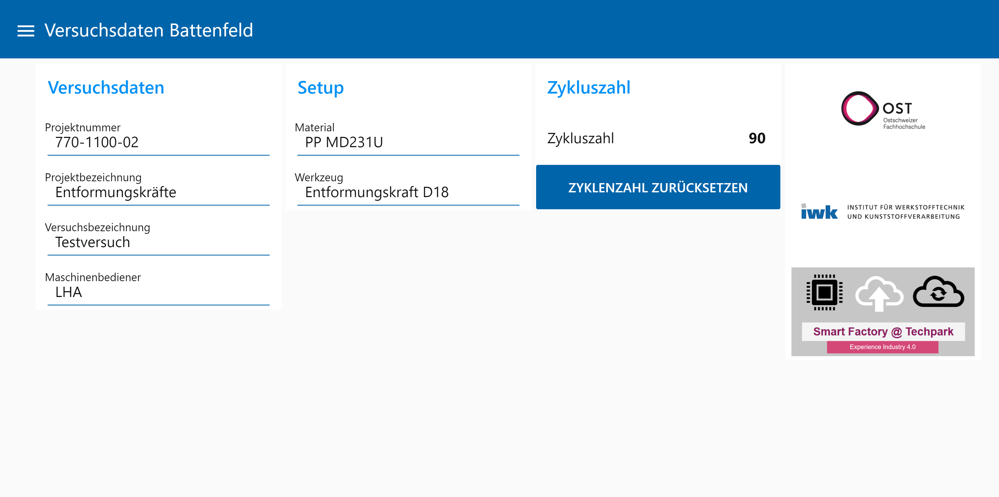 Versuchsdaten Battenfeld
Versuchsdaten
Projektnummer
770-1100-02
Projektbezeichnung
Entformungskräfte
Versuchsbezeichnung
Testversuch
Maschinenbediener
LHA
Setup
Material
PP MD231U
Werkzeug
Entformungskraft D18
Zykluszahl
Zykluszahl 90
ZYKLENZAHL ZURÜCKSETZEN
OST
Ostschweizer
Fachhochschule
iwk
INSTITUT FÜR WERKSTOFFTECHNIK
UND KUNSTSTOFFVERARBEITUNG
Smart Factory @ Techpark
Experience Industry 4.0